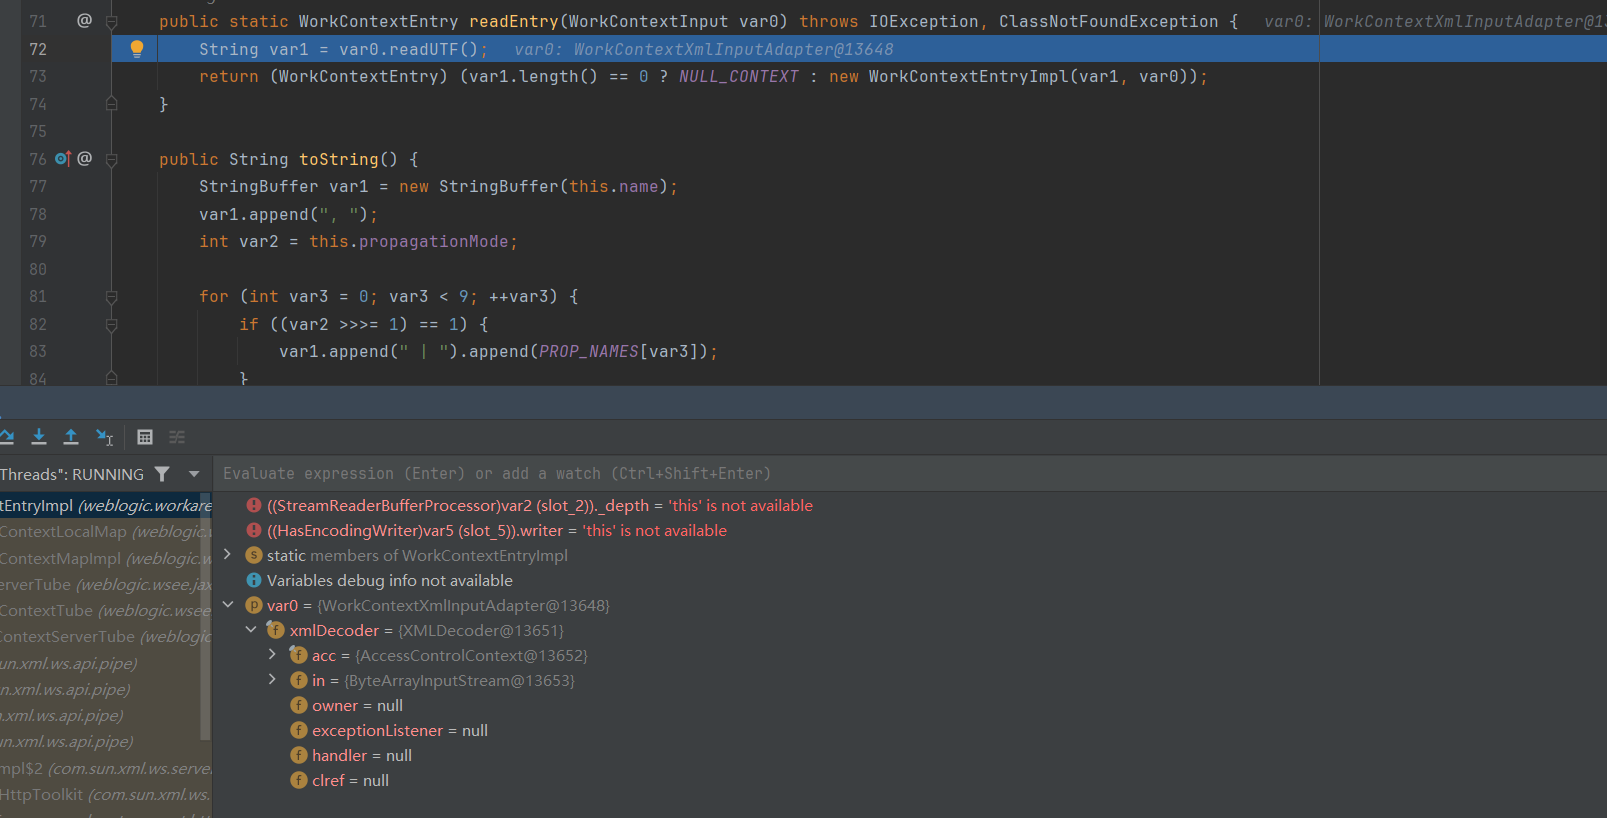 71 @ public static WorkContextEntry readEntry(WorkContextInput var0) throws IOException, ClassNotFoundException { var0: WorkContextXmlInputAdapter@13
72 String var1 = var0.readUTF(); var0: WorkContextXmlInputAdapter@13648
73 return (WorkContextEntry) (var1.length() == 0 ? NULL_CONTEXT : new WorkContextEntryImpl(var1, var0));
74 }
75
76 @ public String toString() {
77 StringBuffer var1 = new StringBuffer(this.name);
78 var1.append(", ");
79 int var2 = this.propagationMode;
80
81 for (int var3 = 0; var3 < 9; ++var3) {
82 if ((var2 >>>= 1) == 1) {
83 var1.append(" | ").append(PROP_NAMES[var3]);
84 }
Threads": RUNNING
Evaluate expression (Enter) or add a watch (Ctrl+Shift+Enter)
tEntryImpl (weblogic.workare
ContextLocalMap (weblogic.
ContextMapImpl (weblogic.w
erverTube (weblogic.wsee.jax
ContextTube (weblogic.wsee
ContextServerTube (weblogic
un.xml.ws.api.pipe)
n.xml.ws.api.pipe)
.xml.ws.api.pipe)
un.xml.ws.api.pipe)
mpl$2 (com.sun.xml.ws.serve
HttpToolkit (com.sun.xml.ws.
((StreamReaderBufferProcessor)var2 (slot_2))._depth = 'this' is not available
((HasEncodingWriter)var5 (slot_5)).writer = 'this' is not available
static members of WorkContextEntryImpl
Variables debug info not available
var0 = {WorkContextXmlInputAdapter@13648}
xmlDecoder = {XMLDecoder@13651}
acc = {AccessControlContext@13652}
in = {ByteArrayInputStream@13653}
owner = null
exceptionListener = null
handler = null
clref = null